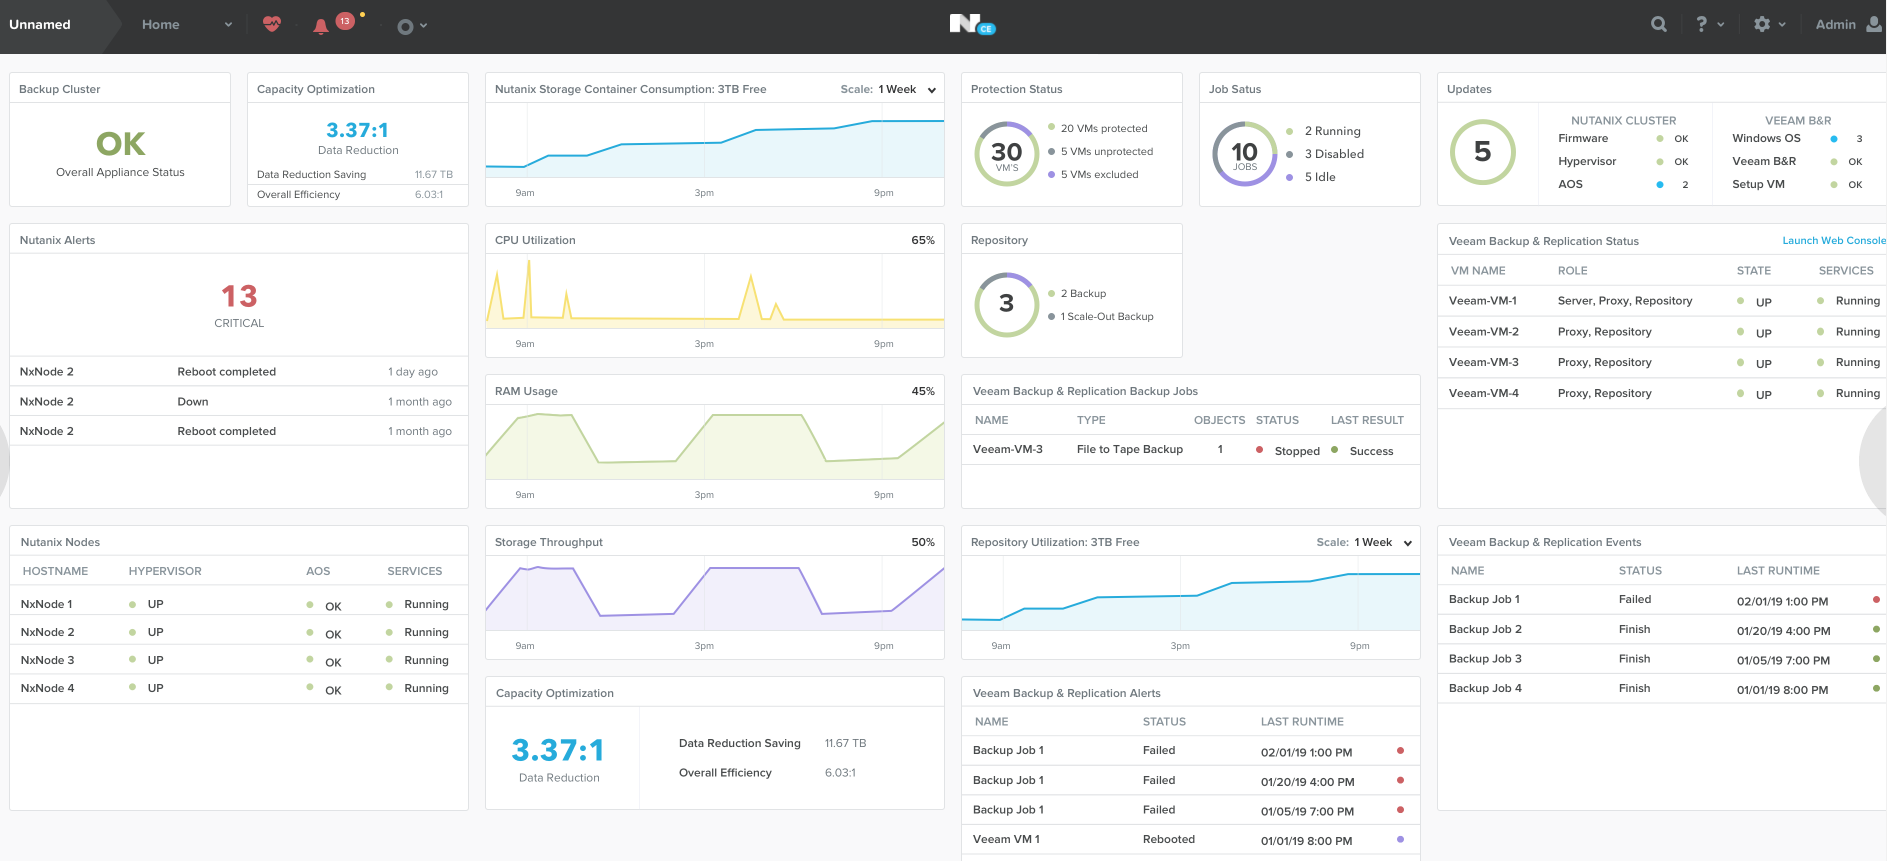 Unnamed
Home
13
N
CE
?
Admin
Backup Cluster
OK
Overall Appliance Status
Capacity Optimization
3.37:1
Data Reduction
Data Reduction Saving 11.67 TB
Overall Efficiency 6.03:1
Nutanix Storage Container Consumption: 3TB Free Scale: 1 Week
9am 3pm 9pm
Protection Status
30
VM'S
20 VMs protected
5 VMs unprotected
5 VMs excluded
Job Satus
10
JOBS
2 Running
3 Disabled
5 Idle
Updates
5
NUTANIX CLUSTER
Firmware OK
Hypervisor OK
AOS 2
VEEAM B&R
Windows OS 3
Veeam B&R OK
Setup VM OK
Nutanix Alerts
13
CRITICAL
NxNode 2 Reboot completed 1 day ago
NxNode 2 Down 1 month ago
NxNode 2 Reboot completed 1 month ago
CPU Utilization 65%
9am 3pm 9pm
Repository
3
2 Backup
1 Scale-Out Backup
Veeam Backup & Replication Status Launch Web Console
VM NAME ROLE STATE SERVICES
Veeam-VM-1 Server, Proxy, Repository UP Running
Veeam-VM-2 Proxy, Repository UP Running
Veeam-VM-3 Proxy, Repository UP Running
Veeam-VM-4 Proxy, Repository UP Running
RAM Usage 45%
9am 3pm 9pm
Veeam Backup & Replication Backup Jobs
NAME TYPE OBJECTS STATUS LAST RESULT
Veeam-VM-3 File to Tape Backup 1 Stopped Success
Nutanix Nodes
HOSTNAME HYPERVISOR AOS SERVICES
NxNode 1 UP OK Running
NxNode 2 UP OK Running
NxNode 3 UP OK Running
NxNode 4 UP OK Running
Storage Throughput 50%
9am 3pm 9pm
Repository Utilization: 3TB Free Scale: 1 Week
9am 3pm 9pm
Veeam Backup & Replication Events
NAME STATUS LAST RUNTIME
Backup Job 1 Failed 02/01/19 1:00 PM
Backup Job 2 Finish 01/20/19 4:00 PM
Backup Job 3 Finish 01/05/19 7:00 PM
Backup Job 4 Finish 01/01/19 8:00 PM
Capacity Optimization
3.37:1
Data Reduction
Data Reduction Saving 11.67 TB
Overall Efficiency 6.03:1
Veeam Backup & Replication Alerts
NAME STATUS LAST RUNTIME
Backup Job 1 Failed 02/01/19 1:00 PM
Backup Job 1 Failed 01/20/19 4:00 PM
Backup Job 1 Failed 01/05/19 7:00 PM
Veeam VM 1 Rebooted 01/01/19 8:00 PM